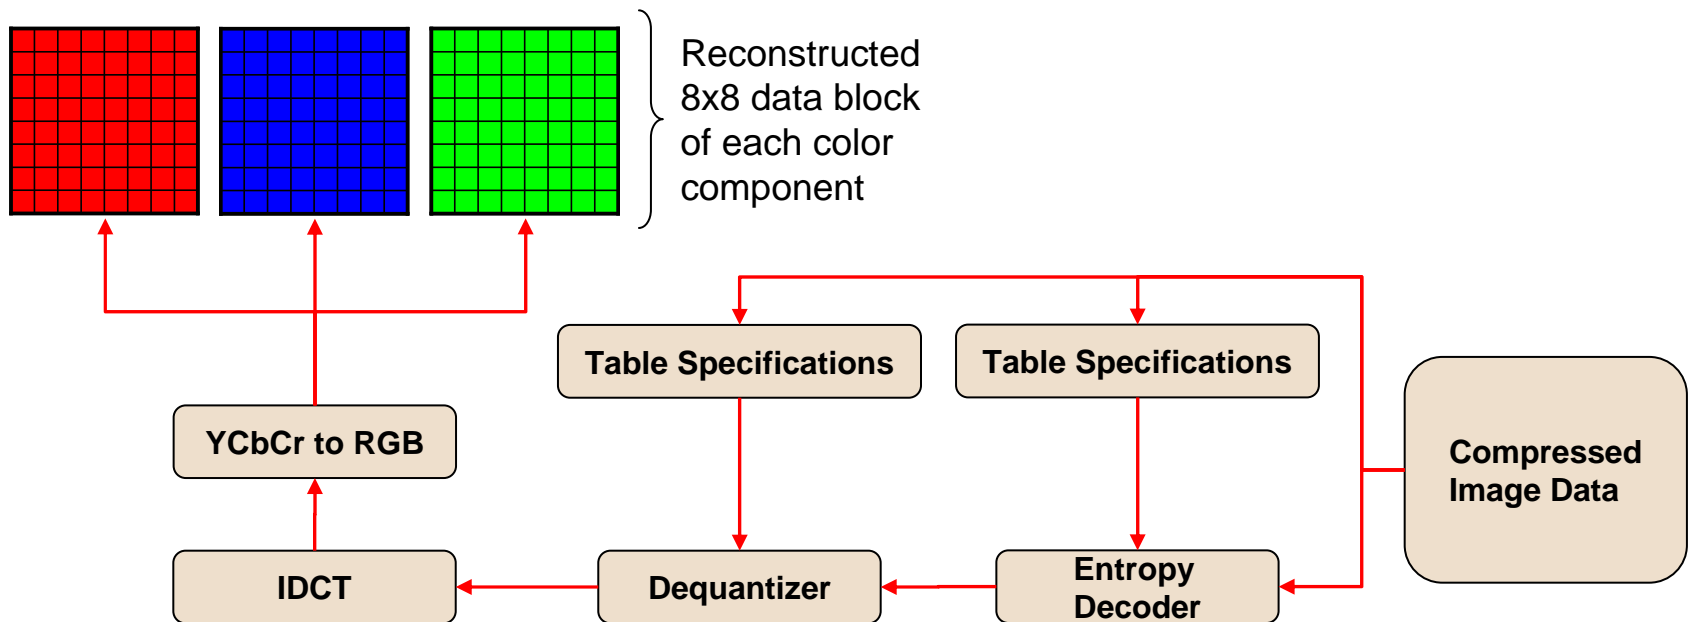 Reconstructed
8x8 data block
of each color
component
Table Specifications
Table Specifications
YCbCr to RGB
Compressed
Image Data
IDCT
Dequantizer
Entropy
Decoder